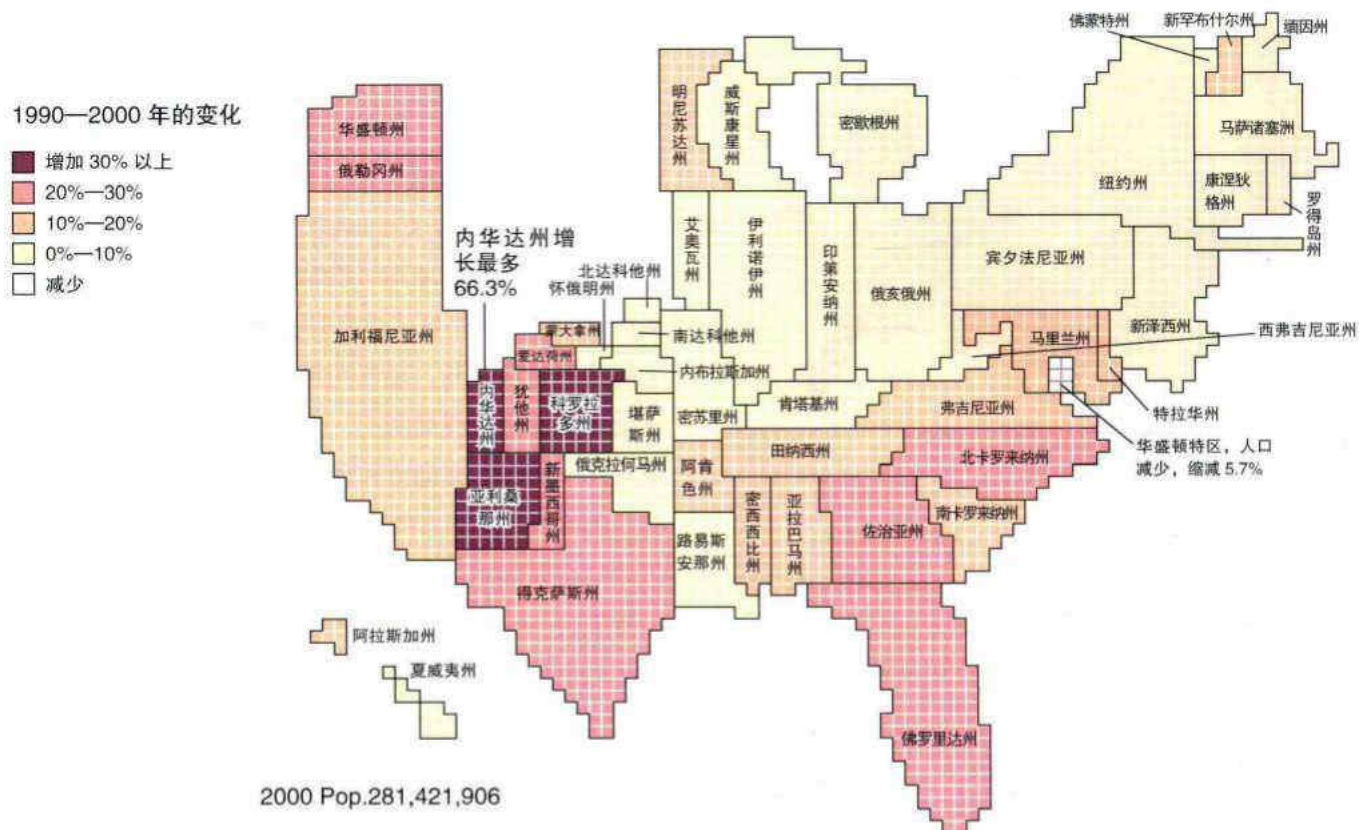 1990—2000 年的变化
增加 30% 以上
20%—30%
10%—20%
0%—10%
减少
华盛顿州
俄勒冈州
加利福尼亚州
内华达州增
长最多
66.3%
北达科他州
怀俄明州
蒙大拿州
爱达荷州
南达科他州
内布拉斯加州
内华达州
犹他州
科罗拉
多州
堪萨
斯州
亚利桑
那州
新墨西哥州
俄克拉何马州
得克萨斯州
明尼苏达州
威斯康星州
密歇根州
艾奥瓦州
伊利诺伊州
印第安纳州
俄亥俄州
密苏里州
肯塔基州
田纳西州
阿肯
色州
路易斯
安那州
密西西比州
亚拉巴马州
佐治亚州
佛罗里达州
南卡罗来纳州
北卡罗来纳州
弗吉尼亚州
西弗吉尼亚州
马里兰州
特拉华州
华盛顿特区，人口
减少，缩减 5.7%
宾夕法尼亚州
新泽西州
纽约州
佛蒙特州
新罕布什尔州
缅因州
马萨诸塞洲
康涅狄
格州
罗得岛州
阿拉斯加州
夏威夷州
2000 Pop.281,421,906